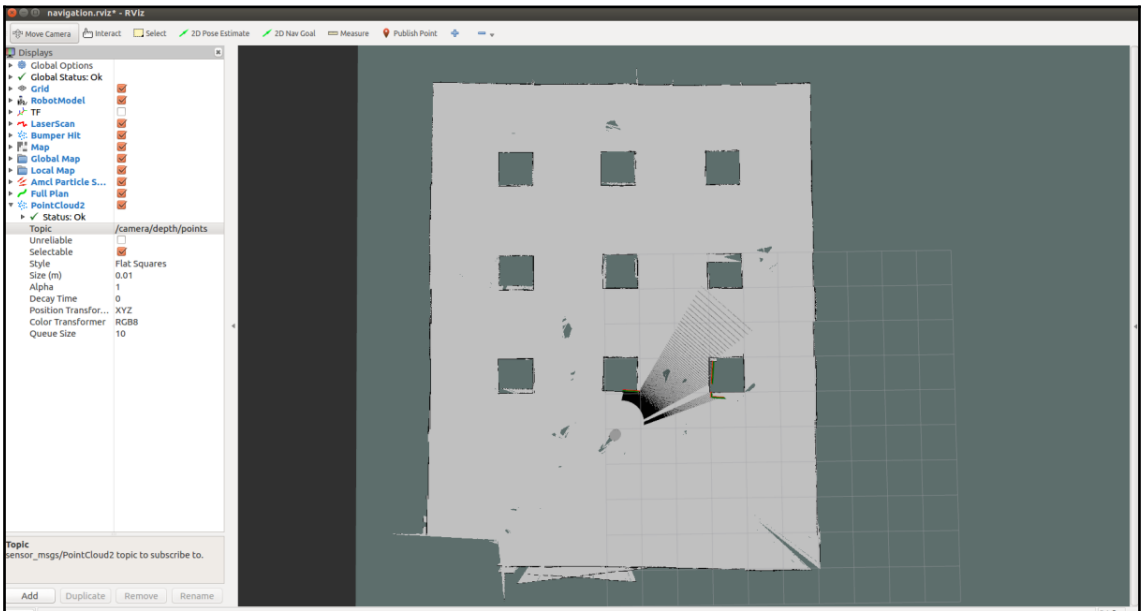 navigation.rviz* - RViz
Move Camera Interact Select 2D Pose Estimate 2D Nav Goal Measure Publish Point
Displays
Global Options
Global Status: Ok
Grid
RobotModel
TF
LaserScan
Bumper Hit
Map
Global Map
Local Map
Amcl Particle S...
Full Plan
PointCloud2
Status: Ok
Topic /camera/depth/points
Unreliable
Selectable
Style Flat Squares
Size (m) 0.01
Alpha 1
Decay Time 0
Position Transfor... XYZ
Color Transformer RGB8
Queue Size 10
Topic
sensor_msgs/PointCloud2 topic to subscribe to.
Add Duplicate Remove Rename